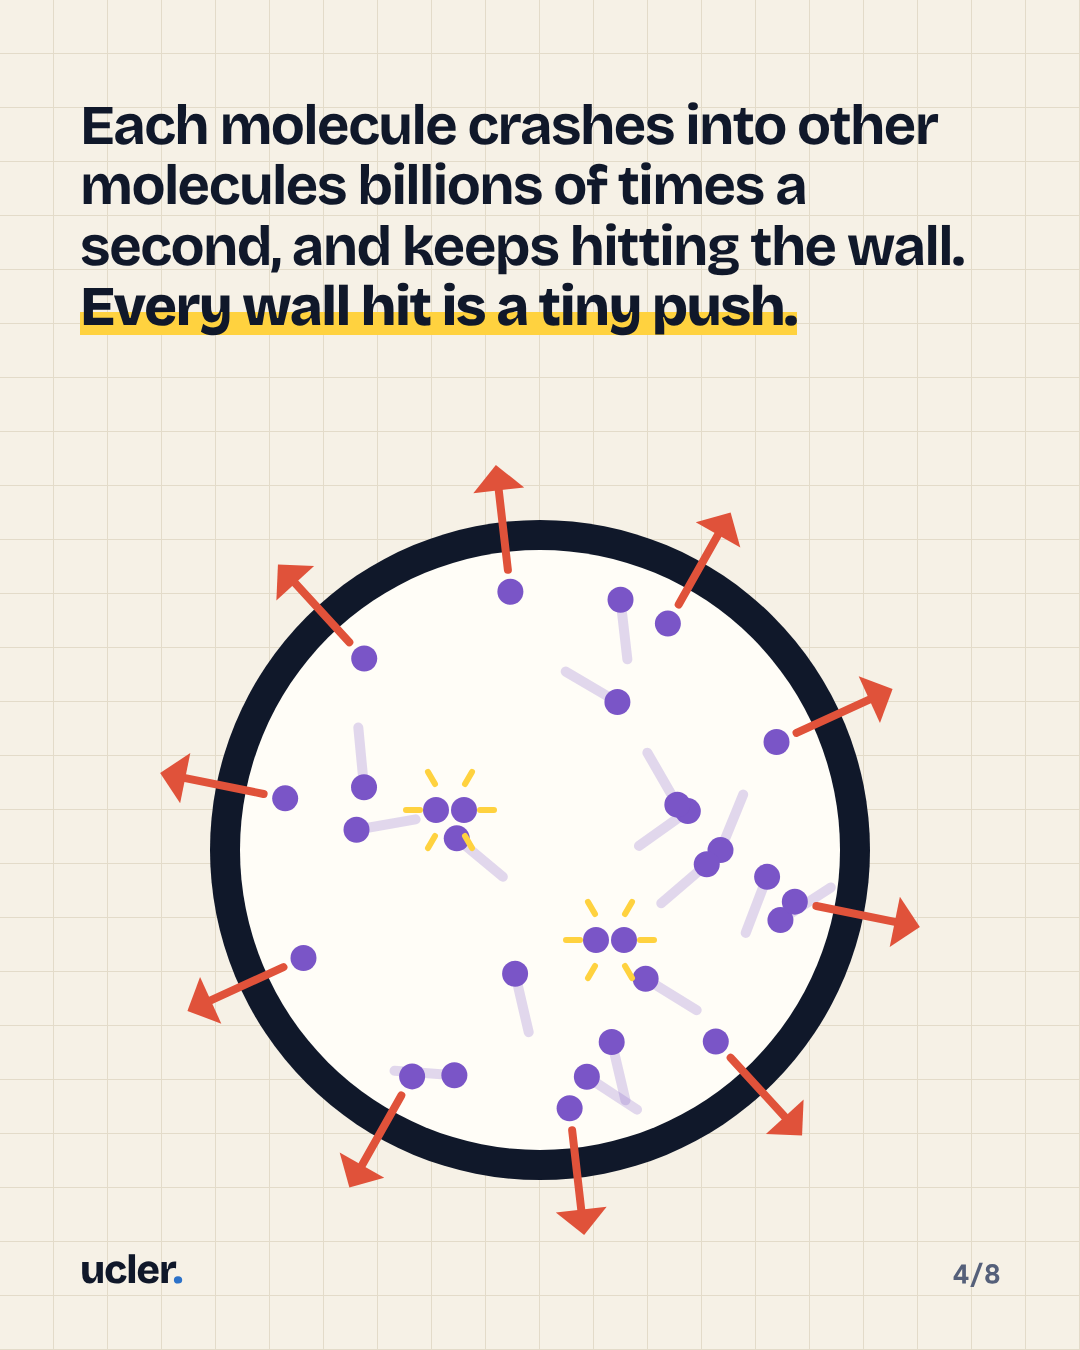 Each molecule crashes into other
molecules billions of times a
second, and keeps hitting the wall.
Every wall hit is a tiny push.
ucler.
4/8